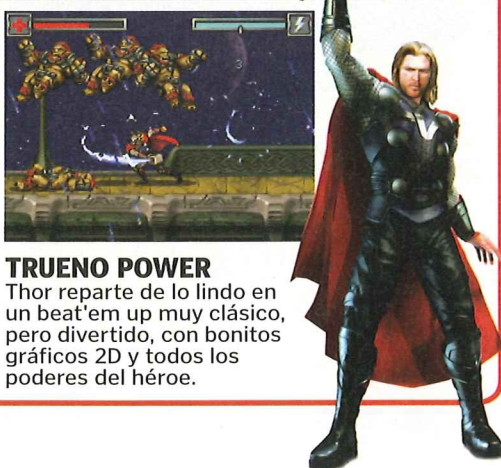 TRUENO POWER
Thor reparte de lo lindo en
un beat'em up muy clásico,
pero divertido, con bonitos
gráficos 2D y todos los
poderes del héroe.